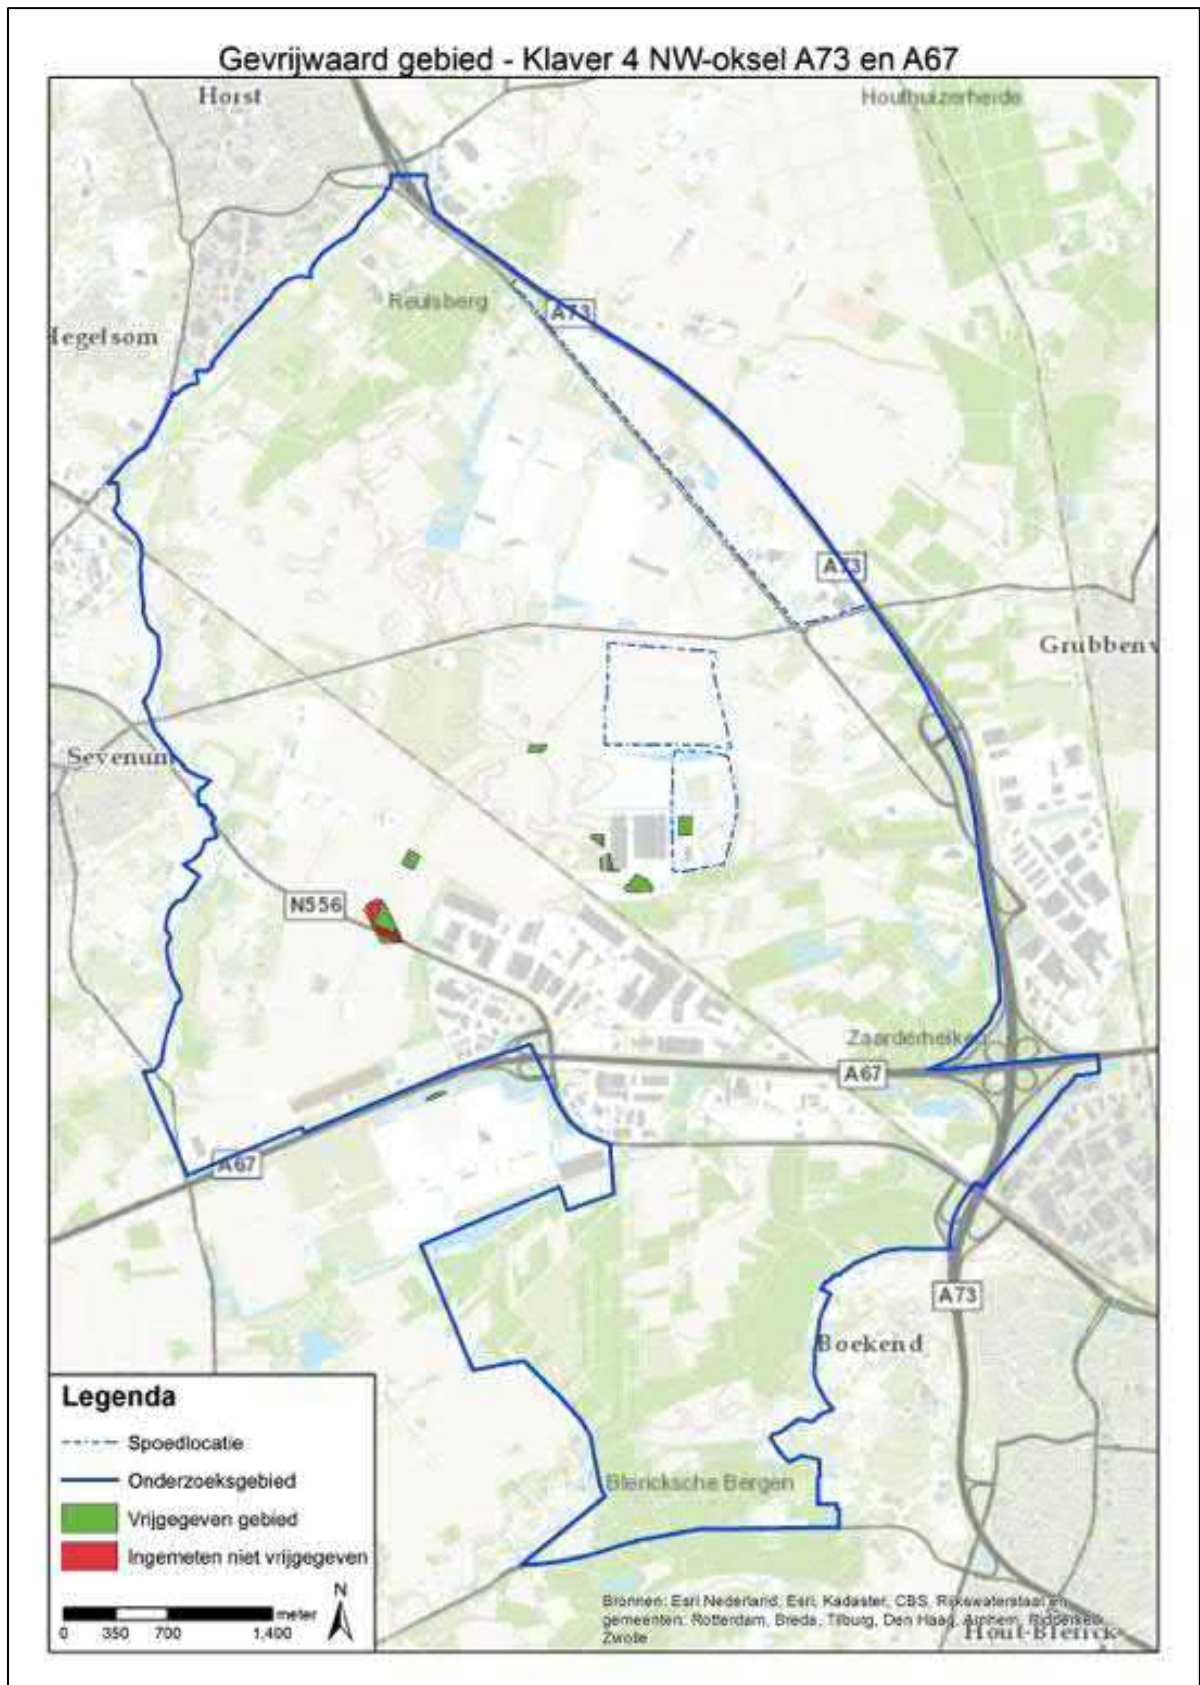 Gevrijwaard gebied - Klaver 4 NW-oksel A73 en A67
Horst
Houthuizerheide
Reulsberg
A73
Hegelsom
A73
Grubbenv
Sevenum
N556
Zaarderheiken
A67
A67
A73
Boekend
Blericksche Bergen
Legenda
Spoedlocatie
Onderzoeksgebied
Vrijgegeven gebied
Ingemeten niet vrijgegeven
N
meter
0 350 700 1,400
Bronnen: Esri Nederland, Esri, Kadaster, CBS, Rijkswaterstaat en
gemeenten: Rotterdam, Breda, Tilburg, Den Haag, Arnhem, Ridderkerk,
Zwolle
Hout-Blerick